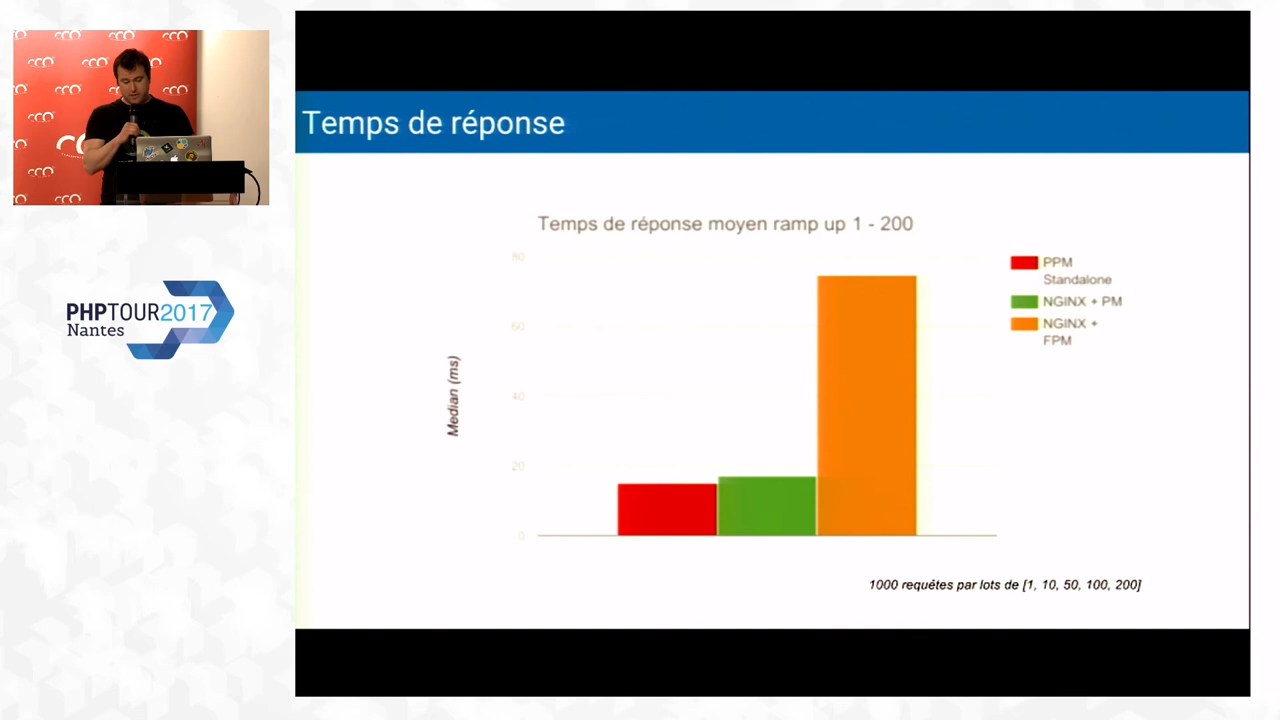 Temps de réponse
Temps de réponse moyen ramp up 1 - 200
80
60
40
20
0
Median (ms)
PPM
Standalone
NGINX + PM
NGINX +
FPM
1000 requêtes par lots de [1, 10, 50, 100, 200]
PHPTOUR2017
Nantes